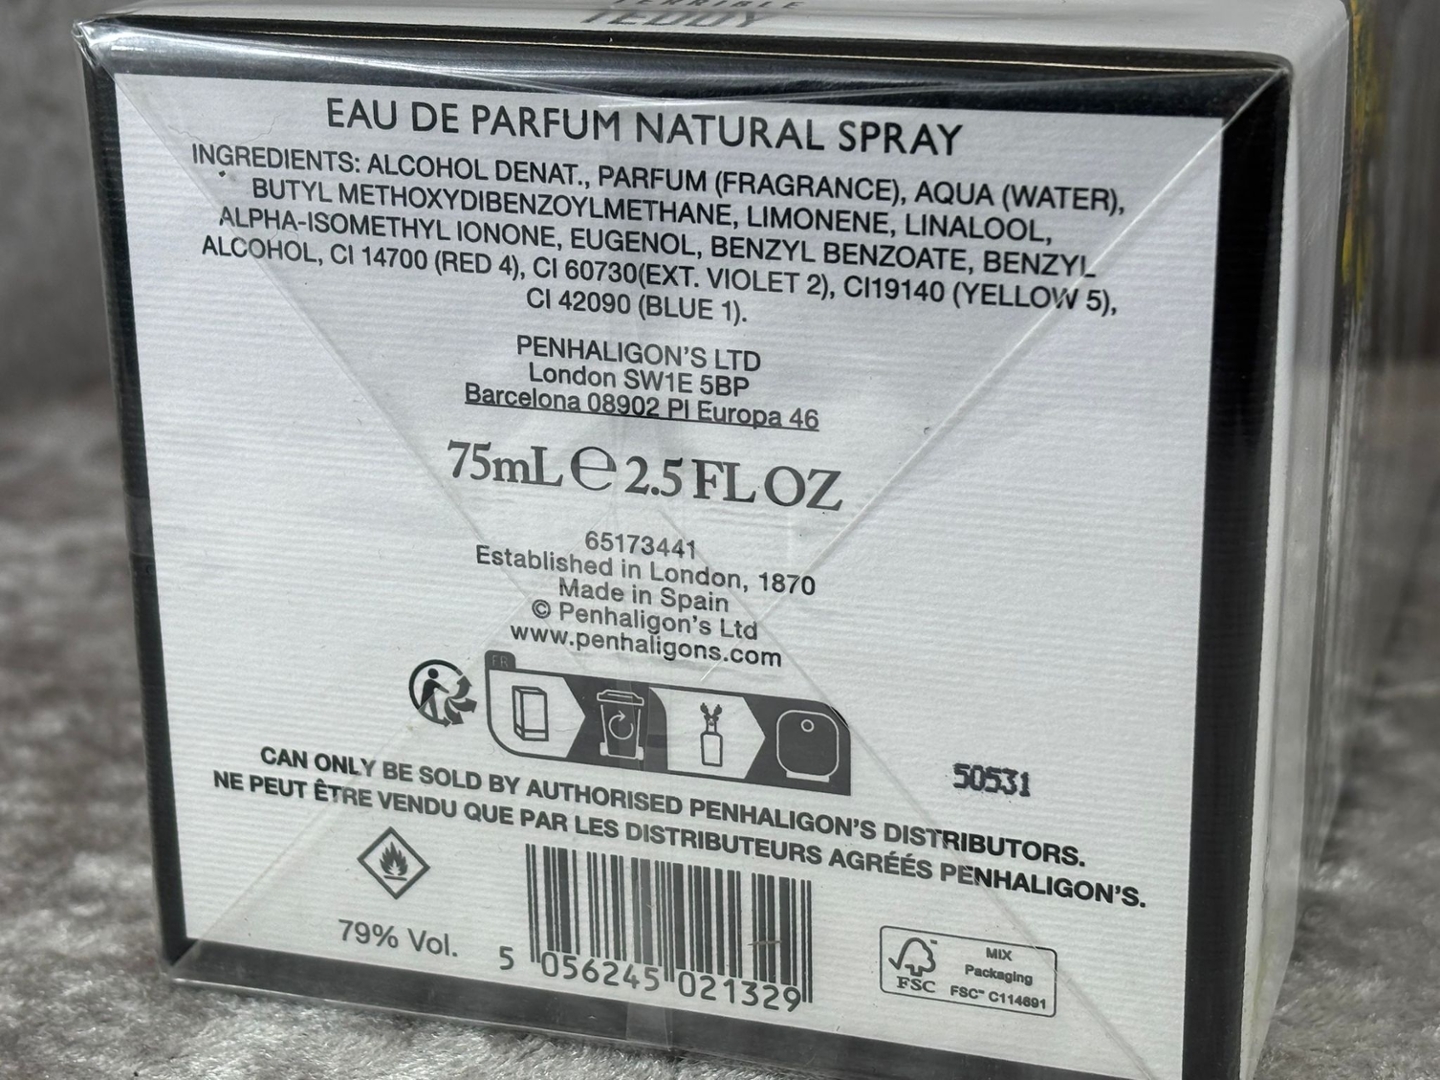 TERRIBLE
TEDDY
EAU DE PARFUM NATURAL SPRAY
INGREDIENTS: ALCOHOL DENAT., PARFUM (FRAGRANCE), AQUA (WATER),
BUTYL METHOXYDIBENZOYLMETHANE, LIMONENE, LINALOOL,
ALPHA-ISOMETHYL IONONE, EUGENOL, BENZYL BENZOATE, BENZYL
ALCOHOL, CI 14700 (RED 4), CI 60730(EXT. VIOLET 2), CI19140 (YELLOW 5),
CI 42090 (BLUE 1).
PENHALIGON'S LTD
London SW1E 5BP
Barcelona 08902 Pl Europa 46
75mL ℮ 2.5 FL OZ
65173441
Established in London, 1870
Made in Spain
© Penhaligon's Ltd
www.penhaligons.com
FR
50531
CAN ONLY BE SOLD BY AUTHORISED PENHALIGON'S DISTRIBUTORS.
NE PEUT ÊTRE VENDU QUE PAR LES DISTRIBUTEURS AGRÉÉS PENHALIGON'S.
79% Vol.
5 056245 021329
FSC
MIX
Packaging
FSC™ C114691